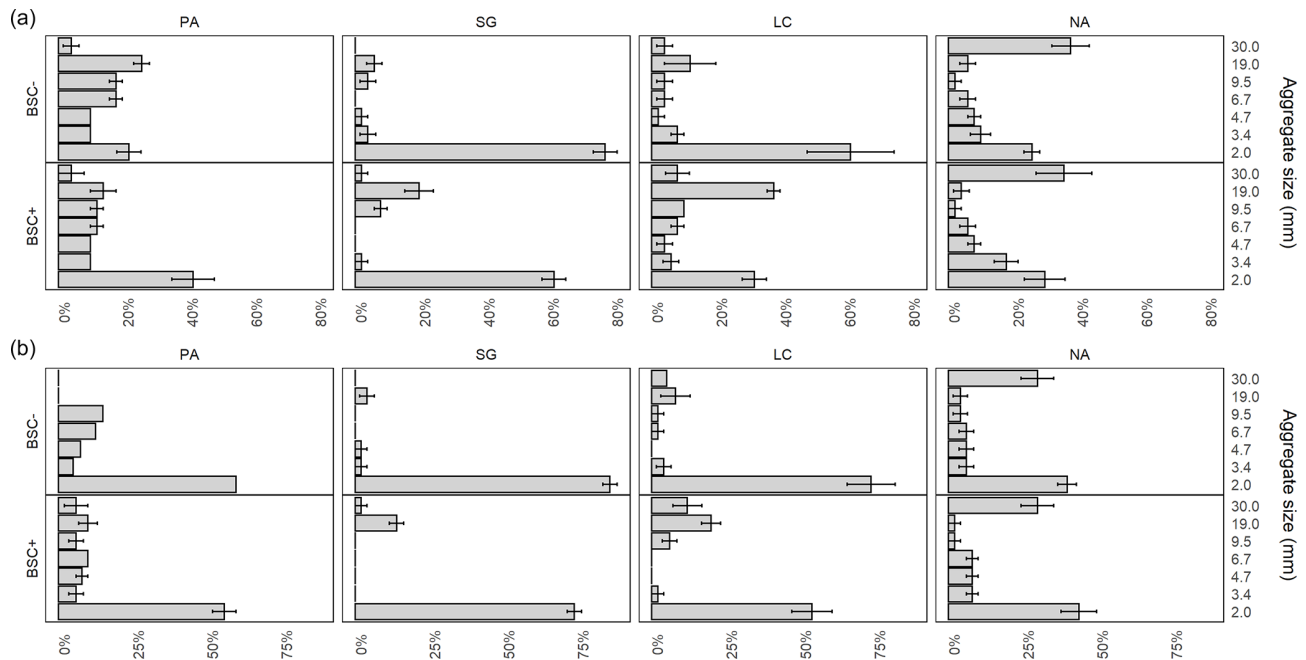 (a)
PA SG LC NA
BSC-
30.0
19.0
9.5
6.7
4.7
3.4
2.0
BSC+
30.0
19.0
9.5
6.7
4.7
3.4
2.0
Aggregate size (mm)
0% 20% 40% 60% 80% 0% 20% 40% 60% 80% 0% 20% 40% 60% 80% 0% 20% 40% 60% 80%
(b)
PA SG LC NA
BSC-
30.0
19.0
9.5
6.7
4.7
3.4
2.0
BSC+
30.0
19.0
9.5
6.7
4.7
3.4
2.0
Aggregate size (mm)
0% 25% 50% 75% 0% 25% 50% 75% 0% 25% 50% 75% 0% 25% 50% 75%